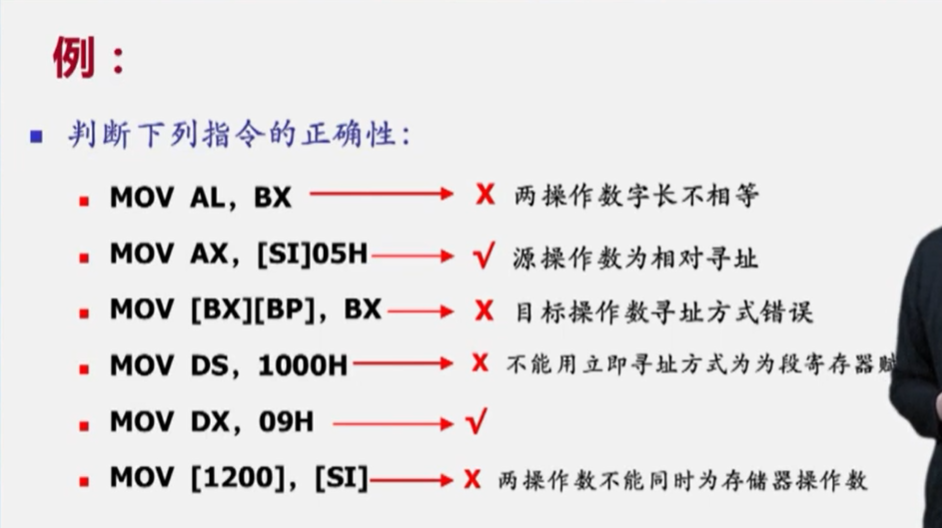 例：
判断下列指令的正确性：
MOV AL，BX X 两操作数字长不相等
MOV AX，[SI]05H √ 源操作数为相对寻址
MOV [BX][BP]，BX X 目标操作数寻址方式错误
MOV DS，1000H X 不能用立即寻址方式为为段寄存器赋
MOV DX，09H √
MOV [1200]，[SI] X 两操作数不能同时为存储器操作数